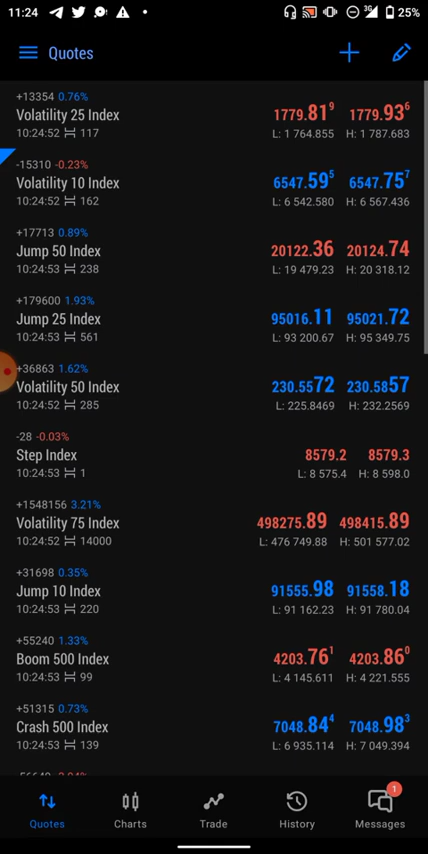 11:24 3G 25%
Quotes
+13354 0.76%
Volatility 25 Index 1779.81⁹ 1779.93⁶
10:24:52 117 L: 1 764.855 H: 1 787.683
-15310 -0.23%
Volatility 10 Index 6547.59⁵ 6547.75⁷
10:24:52 162 L: 6 542.580 H: 6 567.436
+17713 0.89%
Jump 50 Index 20122.36 20124.74
10:24:53 238 L: 19 479.23 H: 20 318.12
+179600 1.93%
Jump 25 Index 95016.11 95021.72
10:24:53 561 L: 93 200.67 H: 95 349.75
+36863 1.62%
Volatility 50 Index 230.5572 230.5857
10:24:52 285 L: 225.8469 H: 232.2569
-28 -0.03%
Step Index 8579.2 8579.3
10:24:53 1 L: 8 575.4 H: 8 598.0
+1548156 3.21%
Volatility 75 Index 498275.89 498415.89
10:24:52 14000 L: 476 749.88 H: 501 577.02
+31698 0.35%
Jump 10 Index 91555.98 91558.18
10:24:53 220 L: 91 162.23 H: 91 780.04
+55240 1.33%
Boom 500 Index 4203.76¹ 4203.86⁰
10:24:53 99 L: 4 145.611 H: 4 221.555
+51315 0.73%
Crash 500 Index 7048.84⁴ 7048.98³
10:24:53 139 L: 6 935.114 H: 7 049.394
1
Quotes Charts Trade History Messages